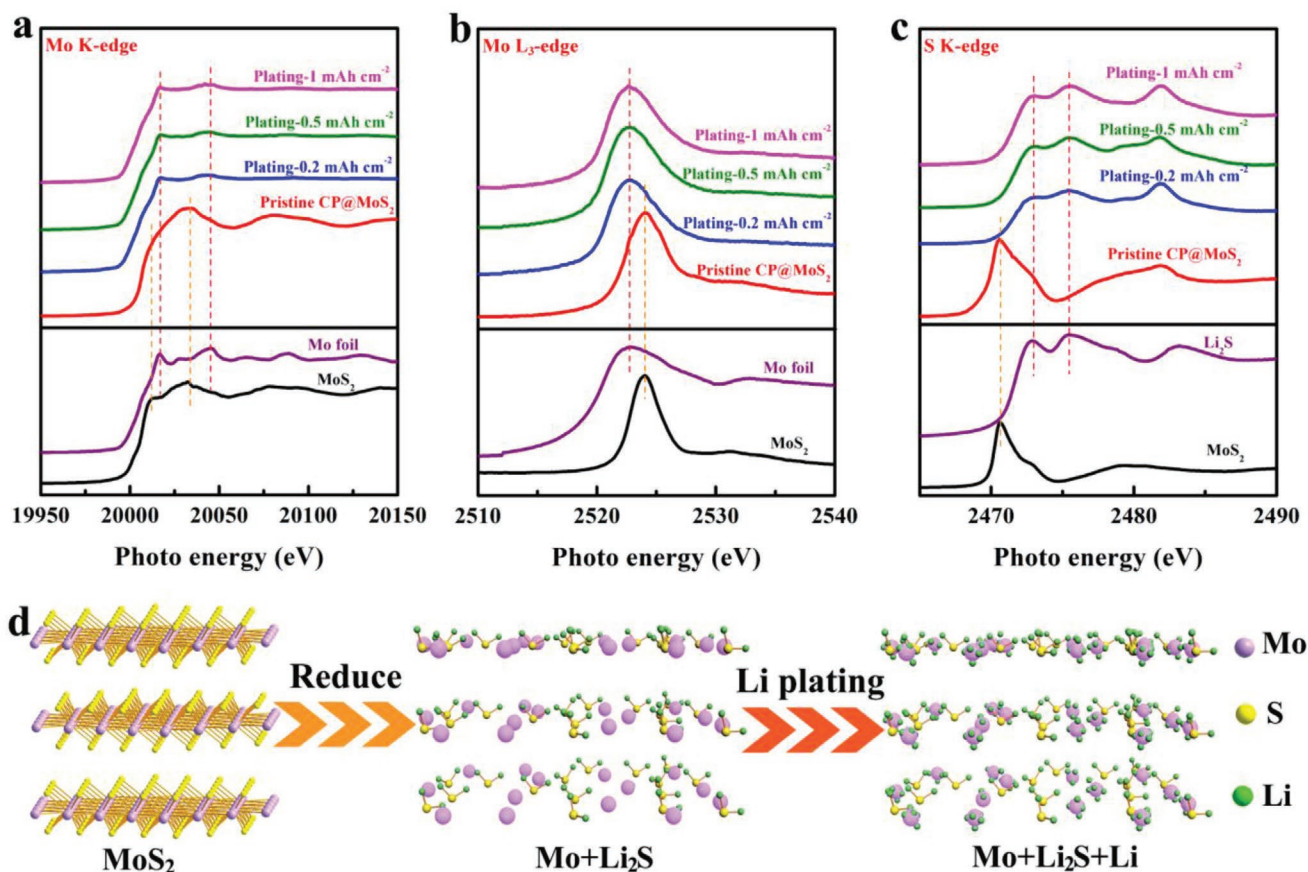 a
Mo K-edge
Plating-1 mAh cm⁻²
Plating-0.5 mAh cm⁻²
Plating-0.2 mAh cm⁻²
Pristine CP@MoS₂
Mo foil
MoS₂
19950 20000 20050 20100 20150
Photo energy (eV)
b
Mo L₃-edge
Plating-1 mAh cm⁻²
Plating-0.5 mAh cm⁻²
Plating-0.2 mAh cm⁻²
Pristine CP@MoS₂
Mo foil
MoS₂
2510 2520 2530 2540
Photo energy (eV)
c
S K-edge
Plating-1 mAh cm⁻²
Plating-0.5 mAh cm⁻²
Plating-0.2 mAh cm⁻²
Pristine CP@MoS₂
Li₂S
MoS₂
2470 2480 2490
Photo energy (eV)
d
Reduce
Li plating
Mo
S
Li
MoS₂
Mo+Li₂S
Mo+Li₂S+Li